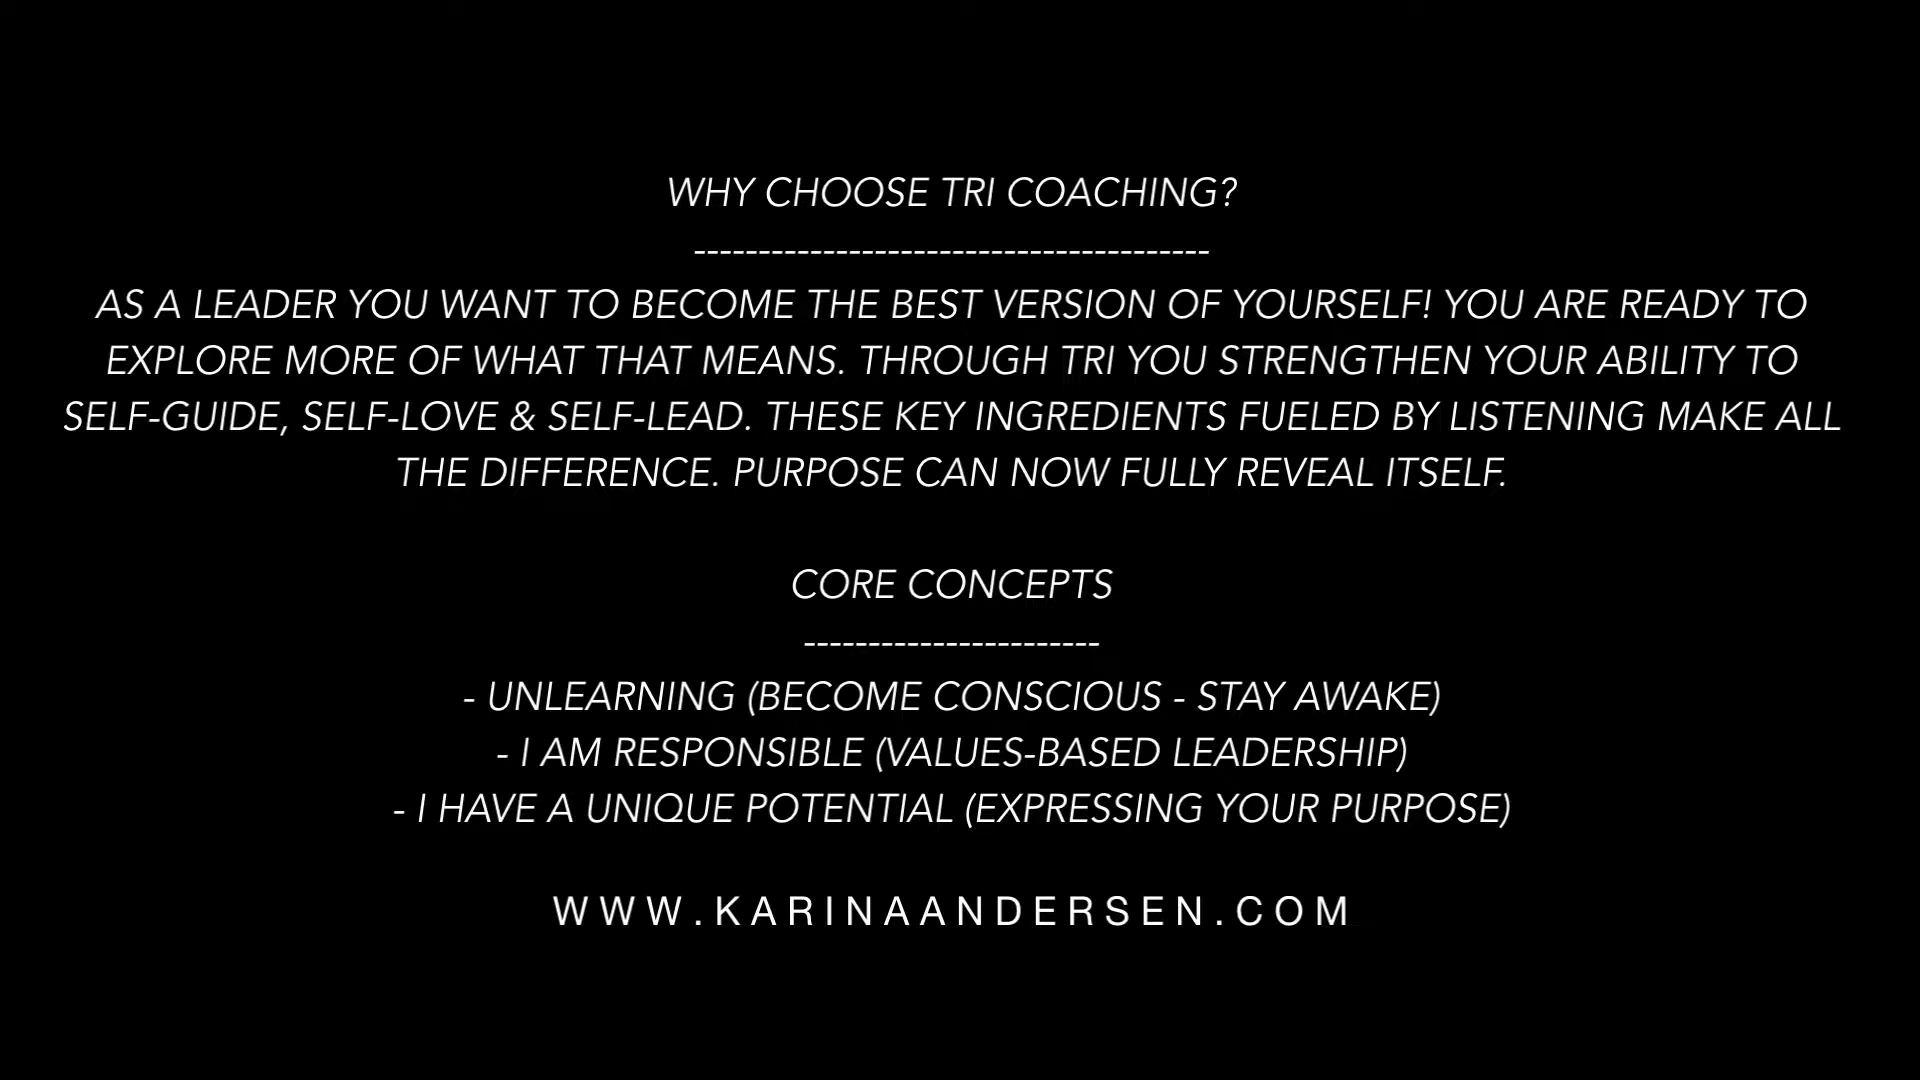 WHY CHOOSE TRI COACHING?
----------------------------------------
AS A LEADER YOU WANT TO BECOME THE BEST VERSION OF YOURSELF! YOU ARE READY TO
EXPLORE MORE OF WHAT THAT MEANS. THROUGH TRI YOU STRENGTHEN YOUR ABILITY TO
SELF-GUIDE, SELF-LOVE & SELF-LEAD. THESE KEY INGREDIENTS FUELED BY LISTENING MAKE ALL
THE DIFFERENCE. PURPOSE CAN NOW FULLY REVEAL ITSELF.
CORE CONCEPTS
-----------------------
- UNLEARNING (BECOME CONSCIOUS - STAY AWAKE)
- I AM RESPONSIBLE (VALUES-BASED LEADERSHIP)
- I HAVE A UNIQUE POTENTIAL (EXPRESSING YOUR PURPOSE)
WWW.KARINAANDERSEN.COM